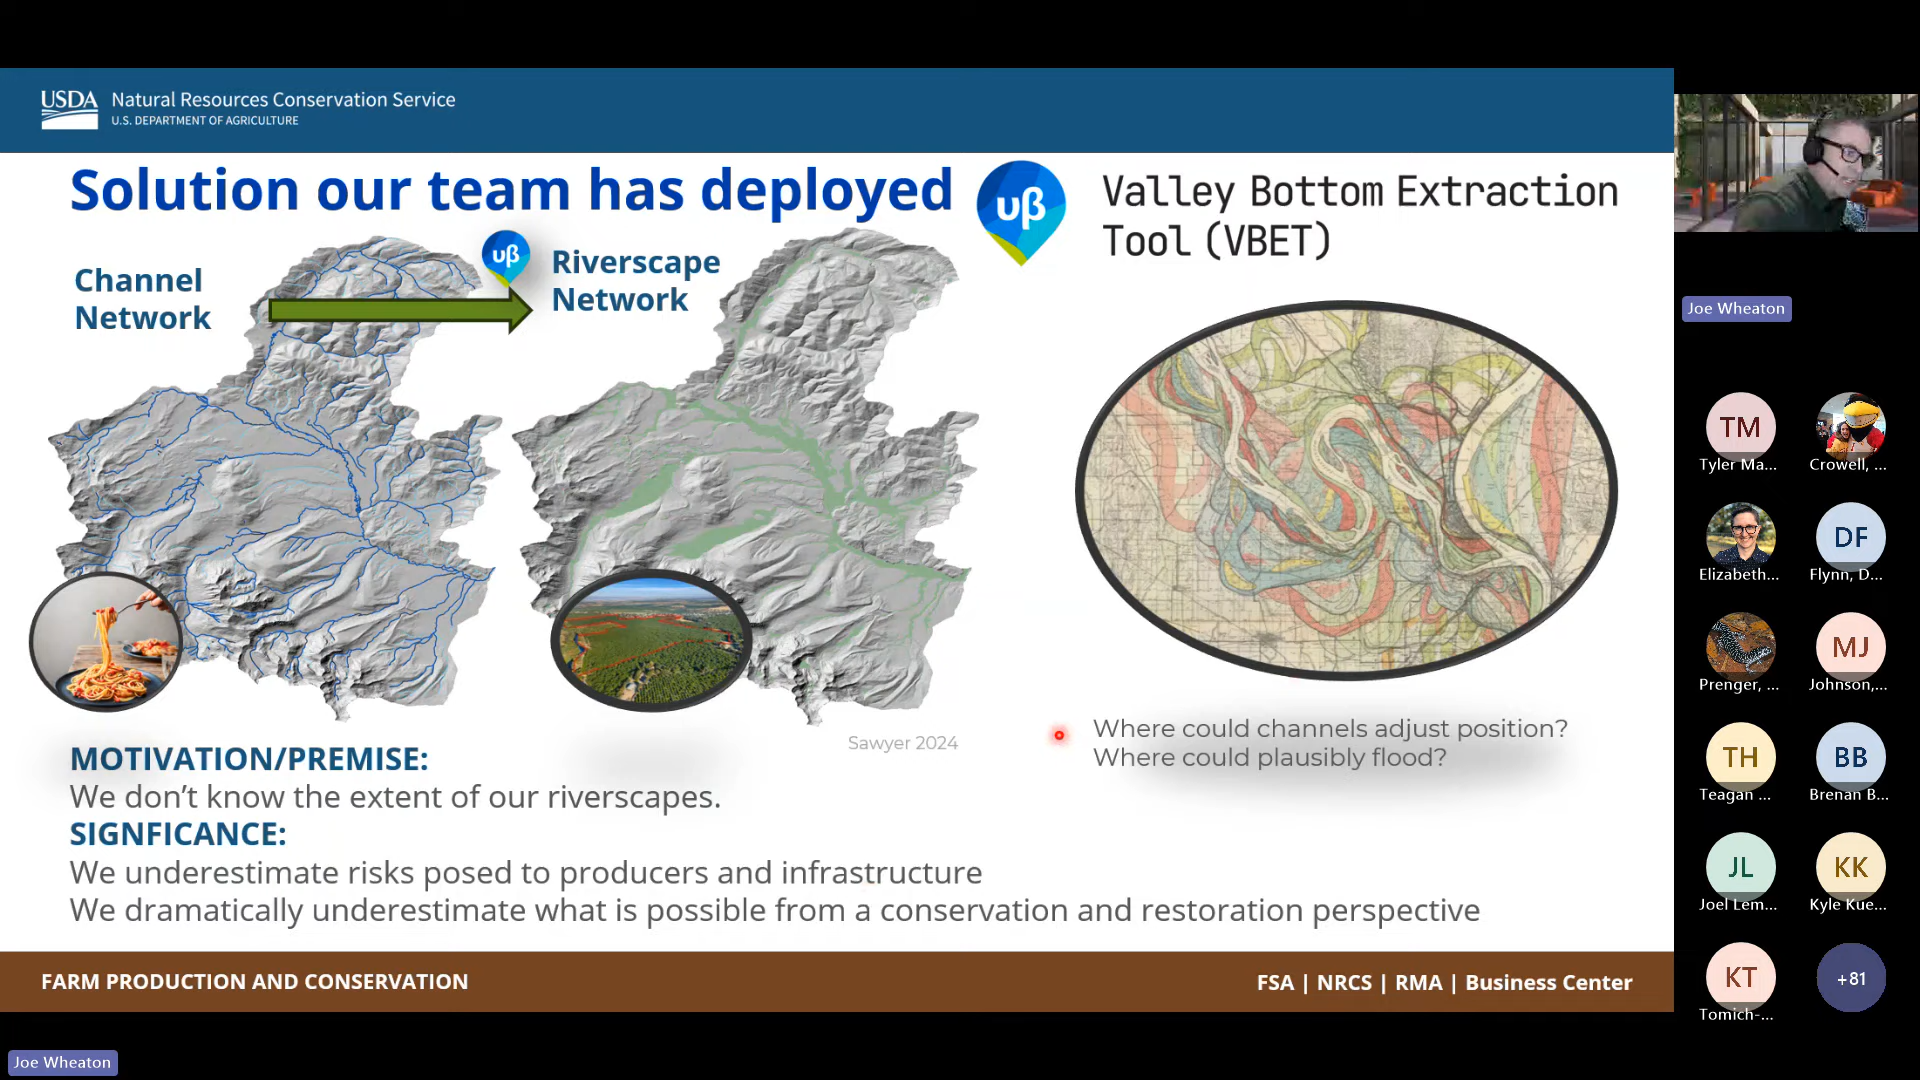 USDA
Natural Resources Conservation Service
U.S. DEPARTMENT OF AGRICULTURE
Solution our team has deployed
υβ
Valley Bottom Extraction
Tool (VBET)
Channel
Network
υβ
Riverscape
Network
Sawyer 2024
Where could channels adjust position?
Where could plausibly flood?
MOTIVATION/PREMISE:
We don't know the extent of our riverscapes.
SIGNFICANCE:
We underestimate risks posed to producers and infrastructure
We dramatically underestimate what is possible from a conservation and restoration perspective
FARM PRODUCTION AND CONSERVATION
FSA | NRCS | RMA | Business Center
Joe Wheaton
TM
Tyler Ma...
Crowell, ...
Elizabeth...
DF
Flynn, D...
Prenger, ...
MJ
Johnson,...
TH
Teagan ...
BB
Brenan B...
JL
Joel Lem...
KK
Kyle Kue...
KT
Tomich-...
+81
Joe Wheaton